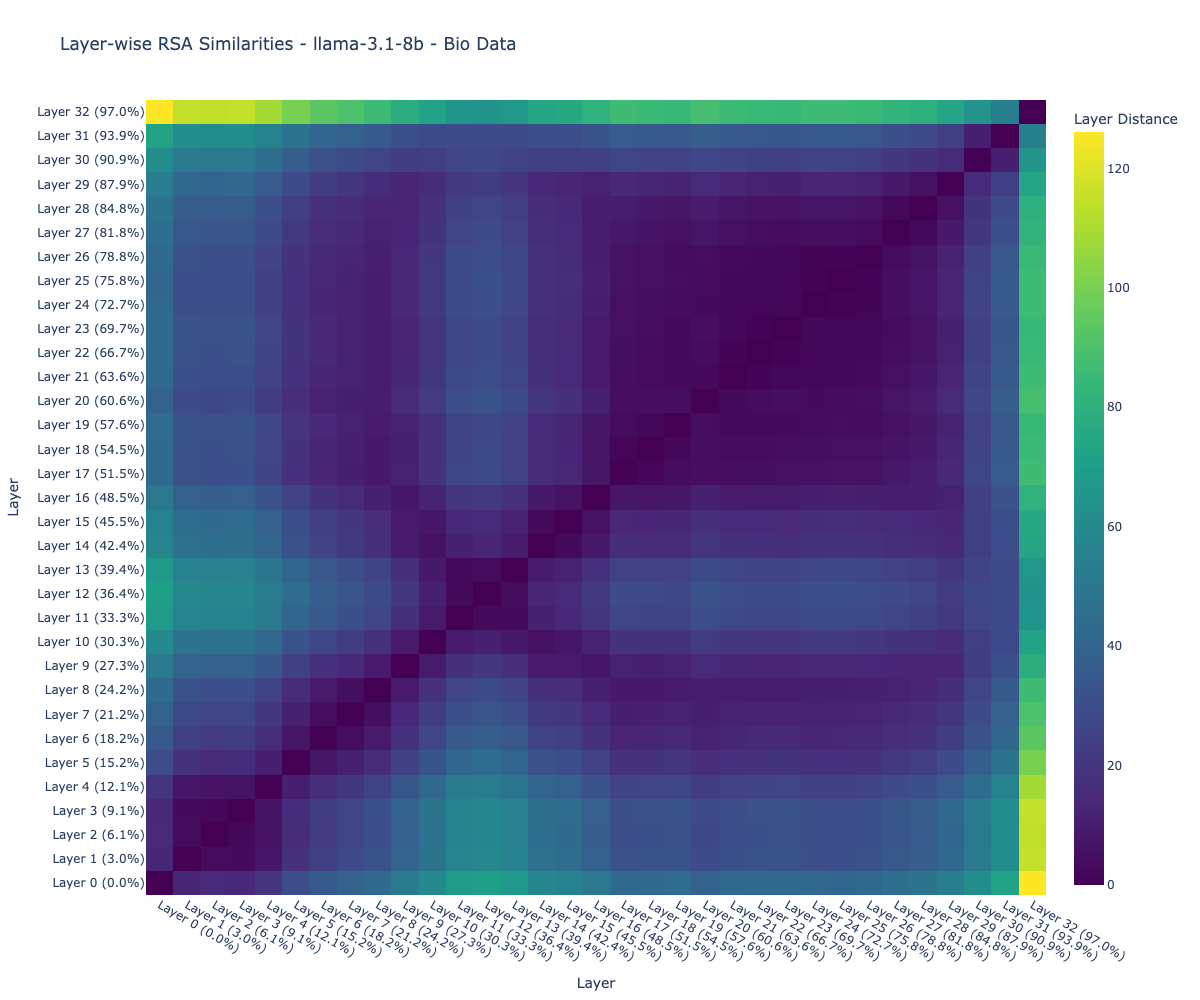 Layer-wise RSA Similarities - llama-3.1-8b - Bio Data
Layer 32 (97.0%)
Layer 31 (93.9%)
Layer 30 (90.9%)
Layer 29 (87.9%)
Layer 28 (84.8%)
Layer 27 (81.8%)
Layer 26 (78.8%)
Layer 25 (75.8%)
Layer 24 (72.7%)
Layer 23 (69.7%)
Layer 22 (66.7%)
Layer 21 (63.6%)
Layer 20 (60.6%)
Layer 19 (57.6%)
Layer 18 (54.5%)
Layer 17 (51.5%)
Layer 16 (48.5%)
Layer 15 (45.5%)
Layer 14 (42.4%)
Layer 13 (39.4%)
Layer 12 (36.4%)
Layer 11 (33.3%)
Layer 10 (30.3%)
Layer 9 (27.3%)
Layer 8 (24.2%)
Layer 7 (21.2%)
Layer 6 (18.2%)
Layer 5 (15.2%)
Layer 4 (12.1%)
Layer 3 (9.1%)
Layer 2 (6.1%)
Layer 1 (3.0%)
Layer 0 (0.0%)
Layer
Layer 0 (0.0%)
Layer 1 (3.0%)
Layer 2 (6.1%)
Layer 3 (9.1%)
Layer 4 (12.1%)
Layer 5 (15.2%)
Layer 6 (18.2%)
Layer 7 (21.2%)
Layer 8 (24.2%)
Layer 9 (27.3%)
Layer 10 (30.3%)
Layer 11 (33.3%)
Layer 12 (36.4%)
Layer 13 (39.4%)
Layer 14 (42.4%)
Layer 15 (45.5%)
Layer 16 (48.5%)
Layer 17 (51.5%)
Layer 18 (54.5%)
Layer 19 (57.6%)
Layer 20 (60.6%)
Layer 21 (63.6%)
Layer 22 (66.7%)
Layer 23 (69.7%)
Layer 24 (72.7%)
Layer 25 (75.8%)
Layer 26 (78.8%)
Layer 27 (81.8%)
Layer 28 (84.8%)
Layer 29 (87.9%)
Layer 30 (90.9%)
Layer 31 (93.9%)
Layer 32 (97.0%)
Layer
Layer Distance
120
100
80
60
40
20
0